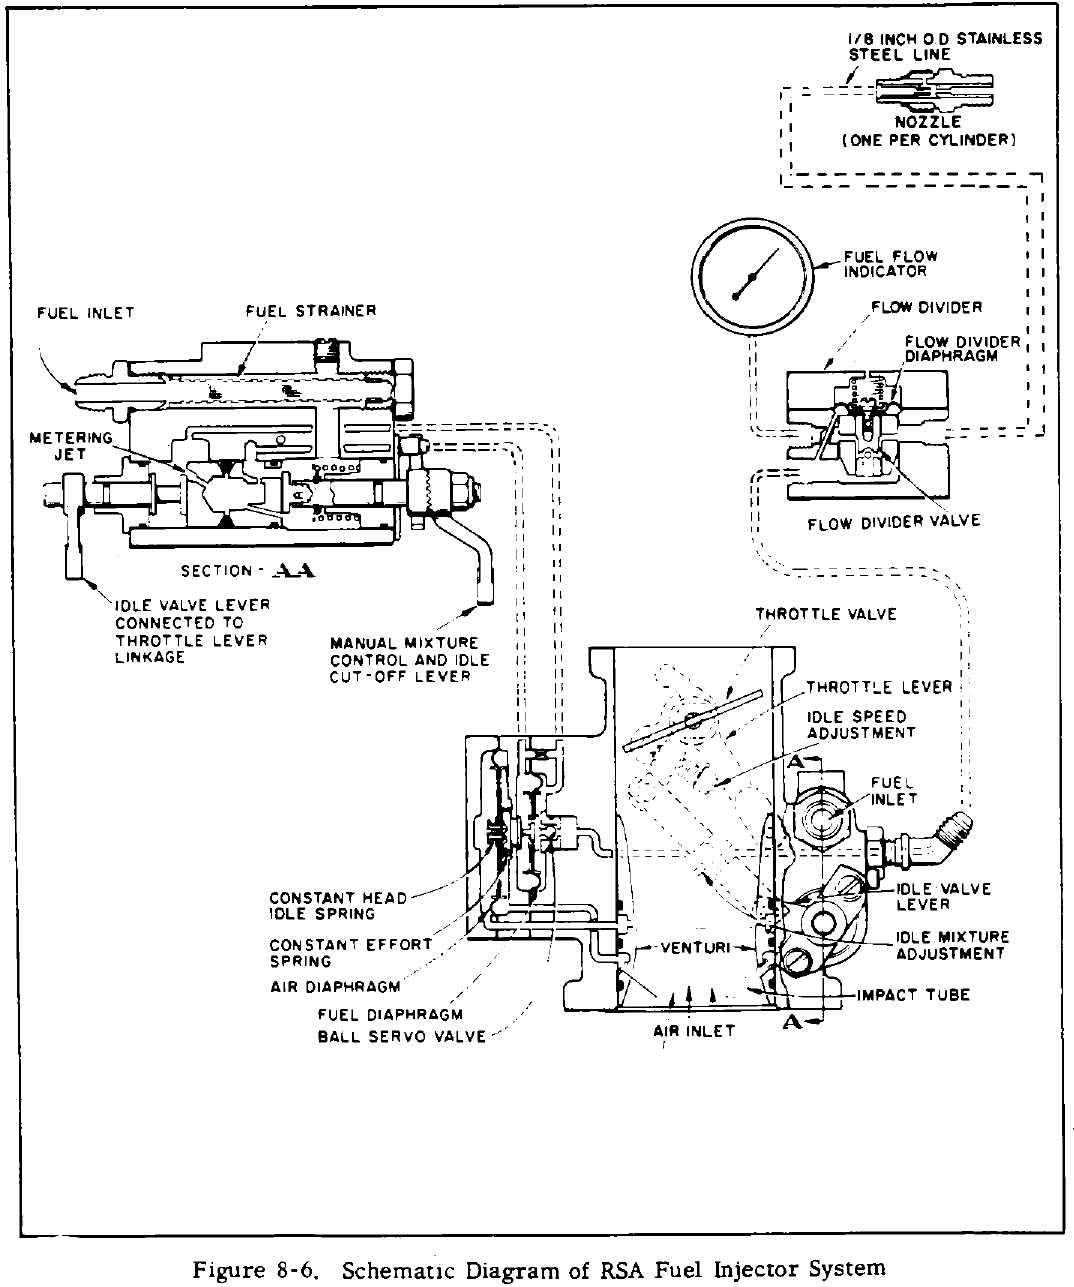 1/8 INCH O.D STAINLESS
STEEL LINE
NOZZLE
(ONE PER CYLINDER)
FUEL FLOW
INDICATOR
FLOW DIVIDER
FLOW DIVIDER
DIAPHRAGM
FLOW DIVIDER VALVE
FUEL INLET
FUEL STRAINER
METERING
JET
SECTION - AA
IDLE VALVE LEVER
CONNECTED TO
THROTTLE LEVER
LINKAGE
MANUAL MIXTURE
CONTROL AND IDLE
CUT-OFF LEVER
THROTTLE VALVE
THROTTLE LEVER
IDLE SPEED
ADJUSTMENT
A
FUEL
INLET
CONSTANT HEAD
IDLE SPRING
CONSTANT EFFORT
SPRING
AIR DIAPHRAGM
FUEL DIAPHRAGM
BALL SERVO VALVE
VENTURI
IDLE VALVE
LEVER
IDLE MIXTURE
ADJUSTMENT
IMPACT TUBE
A
AIR INLET
Figure 8-6. Schematic Diagram of RSA Fuel Injector System